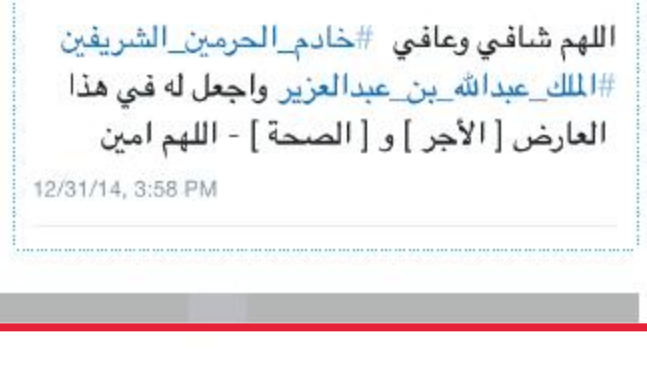 اللهم شافي وعافي #خادم_الحرمين_الشريفين
#الملك_عبدالله_بن_عبدالعزير واجعل له في هذا
العارض [ الأجر ] و [ الصحة ] - اللهم امين
12/31/14, 3:58 PM